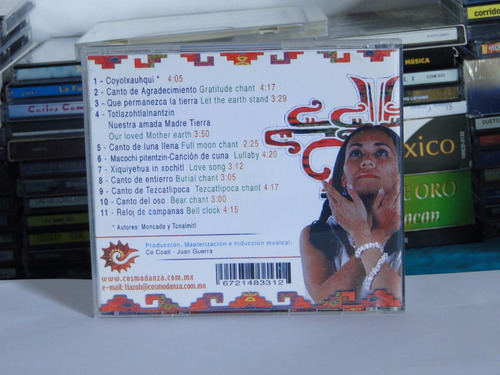 1 - Coyolxauhqui * 4:05
2 - Canto de Agradecimiento Gratitude chant 4:17
3 - Que permanezca la tierra Let the earth stand 3:29
4 - Totlazohtlalnantzin
Nuestra amada Madre Tierra
Our loved Mother earth 3:50
5 - Canto de luna llena Full moon chant 2:25
6 - Macochi pitentzin-Canción de cuna Lullaby 4:20
7 - Xiquiyehua in xochitl Love song 3:12
8 - Canto de entierro Burial chant 3:05
9 - Canto de Tezcatlipoca Tezcatlipoca chant 4:17
10 - Canto del oso Bear chant 3:00
11 - Reloj de campanas Bell clock 4:15
* Autores: Moncada y Tonalmitl
Producción, Masterización e inducción musical:
Ce Coatl - Juan Guerra
www.cosmodanza.com.mx
e-mail: tlazoh@cosmodanza.com.mx
6721483312
corrido
MÚSICA
xico
ORO